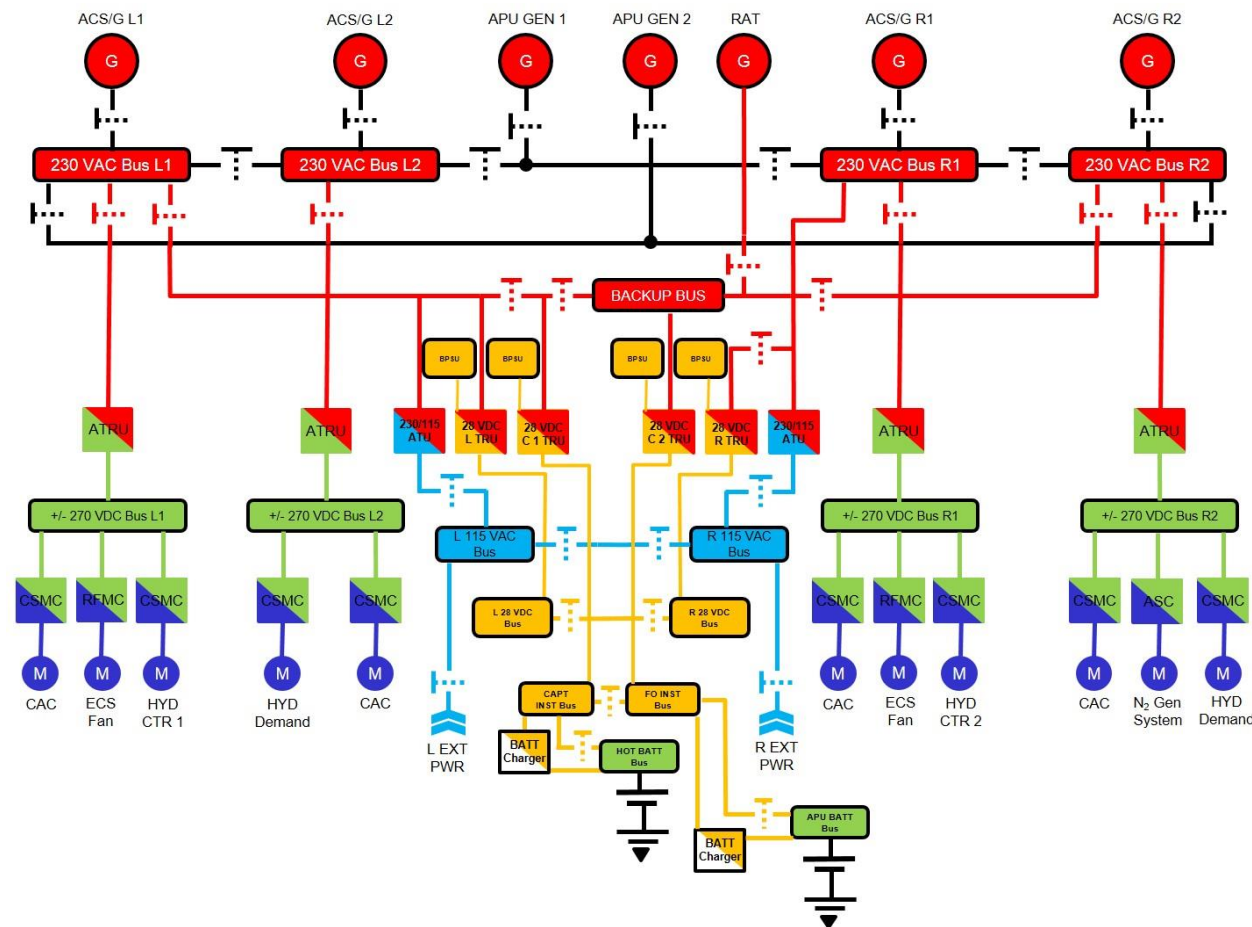 ACS/G L1
ACS/G L2
APU GEN 1
APU GEN 2
RAT
ACS/G R1
ACS/G R2
G
G
G
G
G
G
G
230 VAC Bus L1
230 VAC Bus L2
230 VAC Bus R1
230 VAC Bus R2
BACKUP BUS
BPSU
BPSU
BPSU
BPSU
ATRU
ATRU
230/115
ATU
28 VDC
L TRU
28 VDC
C 1 TRU
28 VDC
C 2 TRU
28 VDC
R TRU
230/115
ATU
ATRU
ATRU
+/- 270 VDC Bus L1
+/- 270 VDC Bus L2
L 115 VAC
Bus
R 115 VAC
Bus
+/- 270 VDC Bus R1
+/- 270 VDC Bus R2
CSMC
RFMC
CSMC
CSMC
CSMC
L 28 VDC
Bus
R 28 VDC
Bus
CSMC
RFMC
CSMC
CSMC
ASC
CSMC
M
M
M
M
M
M
M
M
M
M
M
CAC
ECS
Fan
HYD
CTR 1
HYD
Demand
CAC
CAPT
INST Bus
FO INST
Bus
CAC
ECS
Fan
HYD
CTR 2
CAC
N₂ Gen
System
HYD
Demand
L EXT
PWR
BATT
Charger
HOT BATT
Bus
R EXT
PWR
APU BATT
Bus
BATT
Charger